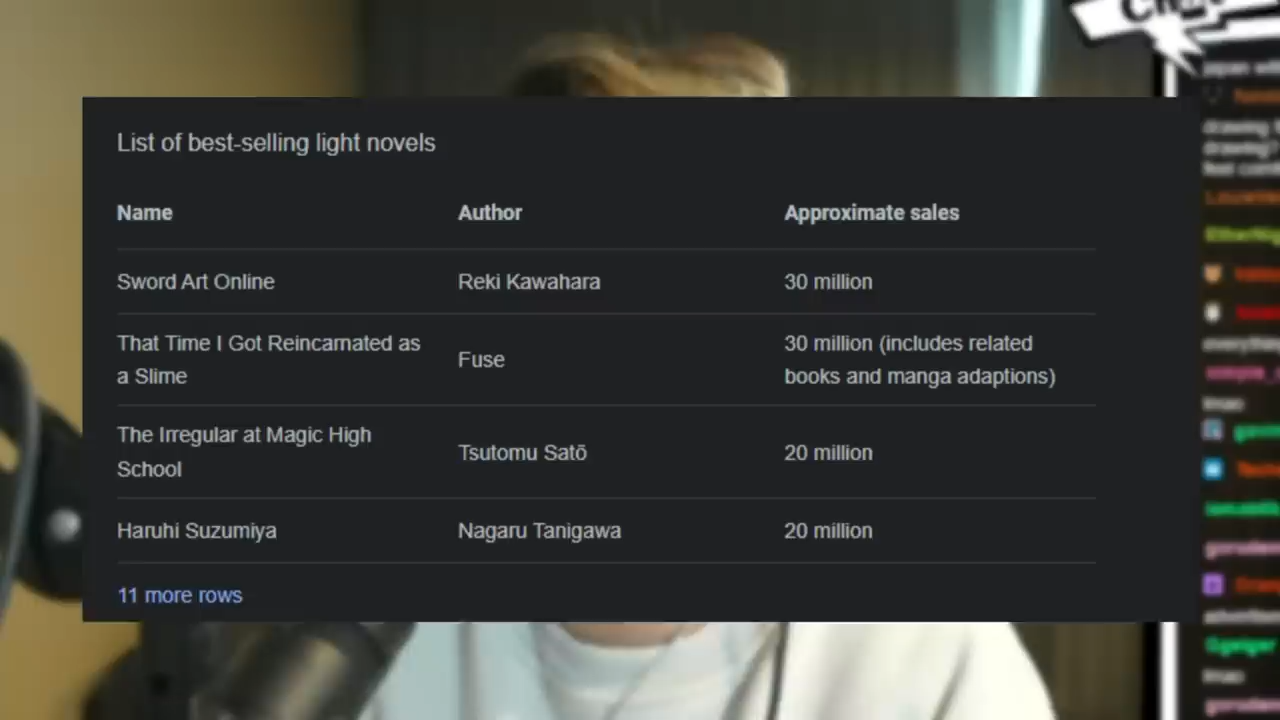 List of best-selling light novels
Name Author Approximate sales
Sword Art Online Reki Kawahara 30 million
That Time I Got Reincarnated as
a Slime
Fuse
30 million (includes related
books and manga adaptions)
The Irregular at Magic High
School
Tsutomu Satō
20 million
Haruhi Suzumiya Nagaru Tanigawa 20 million
11 more rows